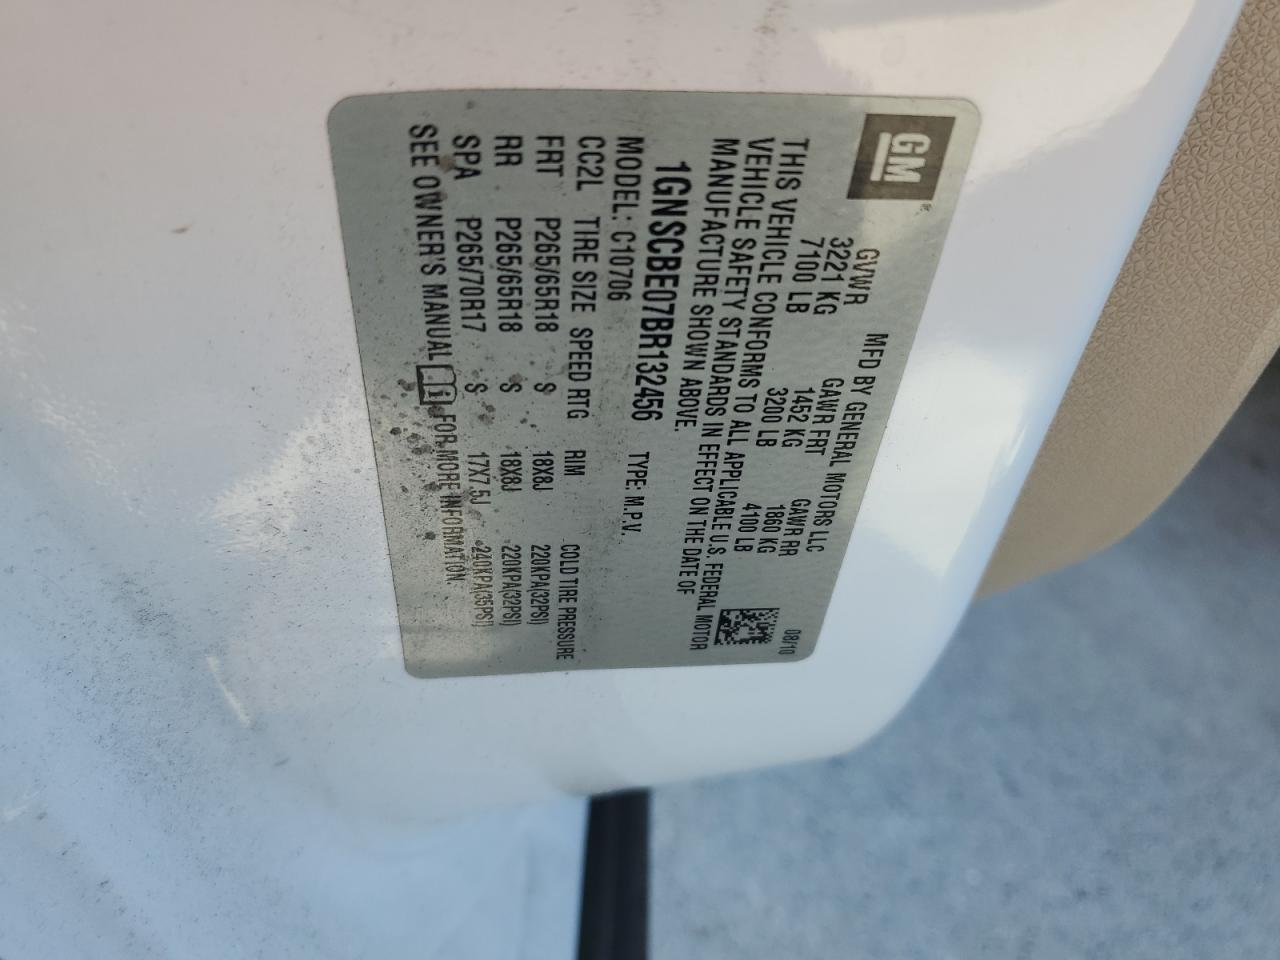 GM
MFD BY GENERAL MOTORS LLC
08/10
GVWR GAWR FRT GAWR RR
3221 KG 1452 KG 1860 KG
7100 LB 3200 LB 4100 LB
THIS VEHICLE CONFORMS TO ALL APPLICABLE U.S. FEDERAL MOTOR
VEHICLE SAFETY STANDARDS IN EFFECT ON THE DATE OF
MANUFACTURE SHOWN ABOVE.
1GNSCBE07BR132456 TYPE: M.P.V.
MODEL: C10706
CC2L TIRE SIZE SPEED RTG RIM COLD TIRE PRESSURE
FRT P265/65R18 S 18X8J 220KPA(32PSI)
RR P265/65R18 S 18X8J 220KPA(32PSI)
SPA P265/70R17 S 17X7.5J 240KPA(35PSI)
SEE OWNER'S MANUAL FOR MORE INFORMATION